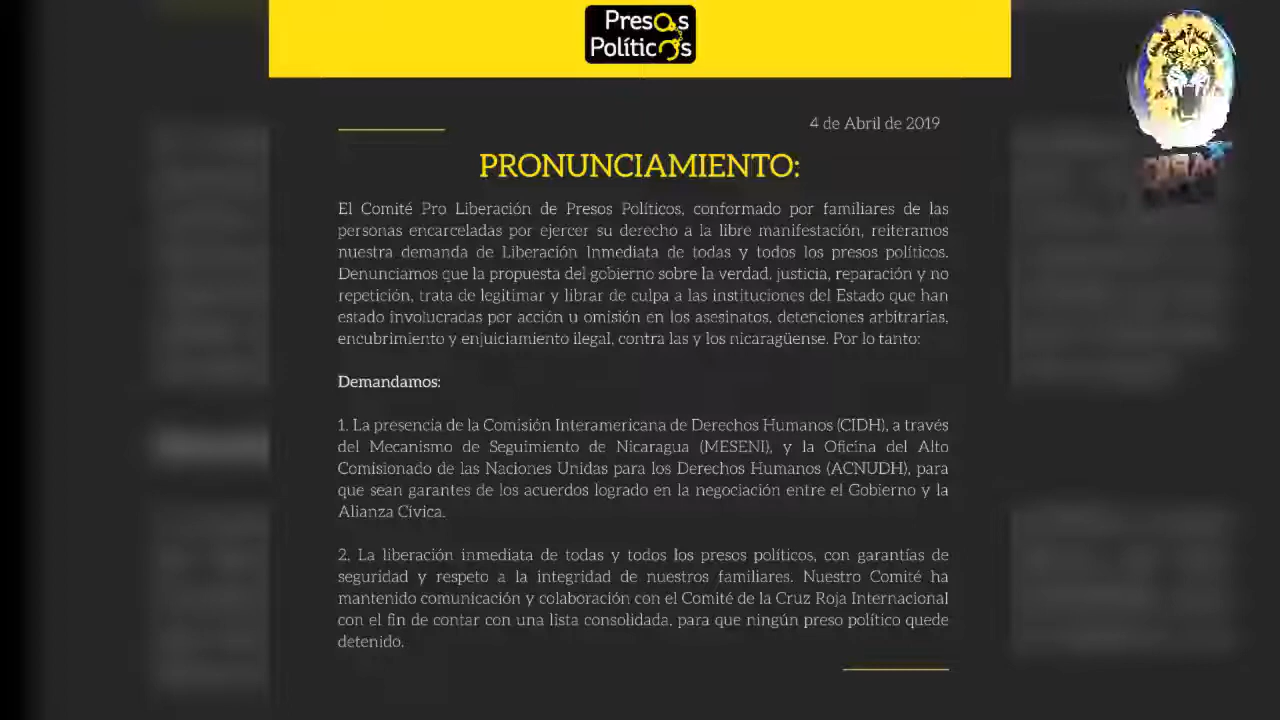 Presos
Políticos
4 de Abril de 2019
PRONUNCIAMIENTO:
El Comité Pro Liberación de Presos Políticos, conformado por familiares de las
personas encarceladas por ejercer su derecho a la libre manifestación, reiteramos
nuestra demanda de Liberación Inmediata de todas y todos los presos políticos.
Denunciamos que la propuesta del gobierno sobre la verdad, justicia, reparación y no
repetición, trata de legitimar y librar de culpa a las instituciones del Estado que han
estado involucradas por acción u omisión en los asesinatos, detenciones arbitrarias,
encubrimiento y enjuiciamiento ilegal, contra las y los nicaragüense. Por lo tanto:
Demandamos:
1. La presencia de la Comisión Interamericana de Derechos Humanos (CIDH), a través
del Mecanismo de Seguimiento de Nicaragua (MESENI), y la Oficina del Alto
Comisionado de las Naciones Unidas para los Derechos Humanos (ACNUDH), para
que sean garantes de los acuerdos logrado en la negociación entre el Gobierno y la
Alianza Cívica.
2. La liberación inmediata de todas y todos los presos políticos, con garantías de
seguridad y respeto a la integridad de nuestros familiares. Nuestro Comité ha
mantenido comunicación y colaboración con el Comité de la Cruz Roja Internacional
con el fin de contar con una lista consolidada, para que ningún preso político quede
detenido.